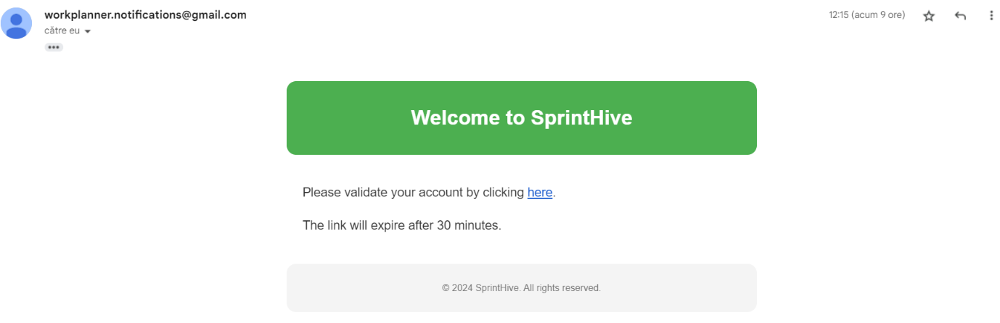 workplanner.notifications@gmail.com
12:15 (acum 9 ore)
către eu
Welcome to SprintHive
Please validate your account by clicking here.
The link will expire after 30 minutes.
© 2024 SprintHive. All rights reserved.